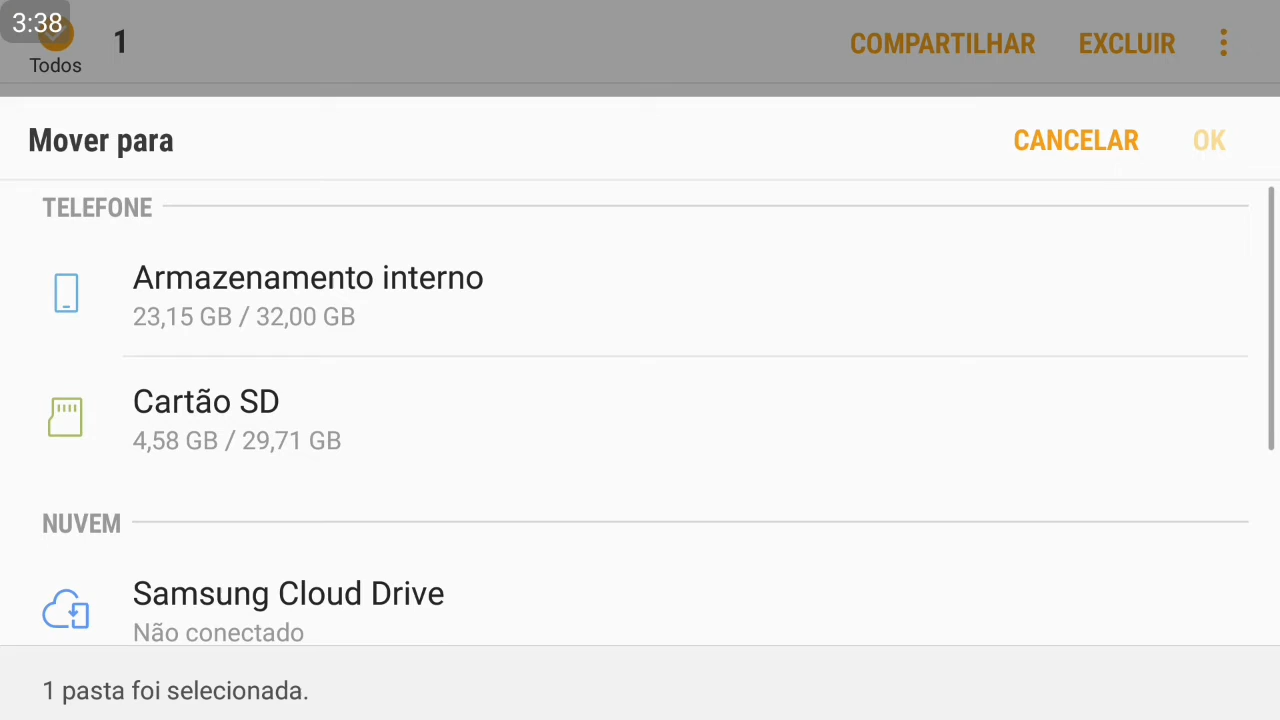 3:38
Todos
1
COMPARTILHAR
EXCLUIR
Mover para
CANCELAR
OK
TELEFONE
Armazenamento interno
23,15 GB / 32,00 GB
Cartão SD
4,58 GB / 29,71 GB
NUVEM
Samsung Cloud Drive
Não conectado
1 pasta foi selecionada.